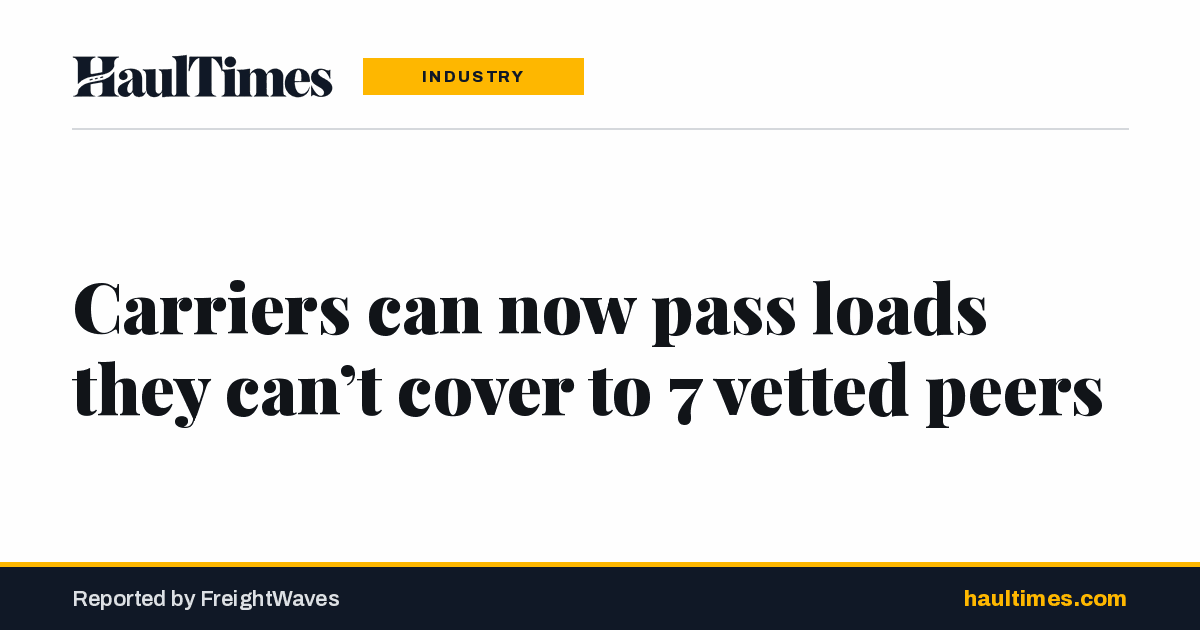 HaulTimes
INDUSTRY
Carriers can now pass loads
they can’t cover to 7 vetted peers
Reported by FreightWaves
haultimes.com